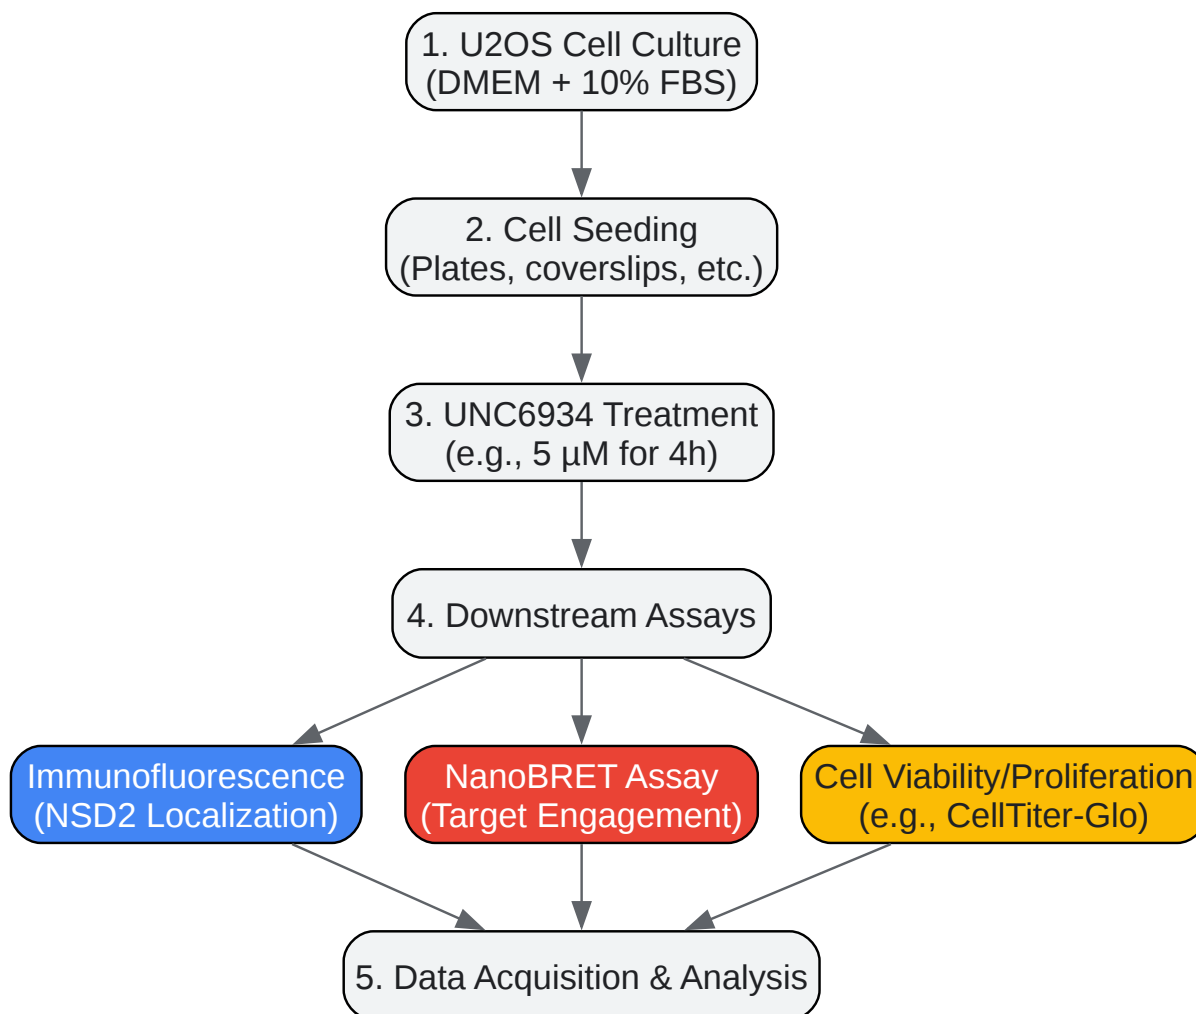 1. U2OS Cell Culture
(DMEM + 10% FBS)
2. Cell Seeding
(Plates, coverslips, etc.)
3. UNC6934 Treatment
(e.g., 5 µM for 4h)
4. Downstream Assays
Immunofluorescence
(NSD2 Localization)
NanoBRET Assay
(Target Engagement)
Cell Viability/Proliferation
(e.g., CellTiter-Glo)
5. Data Acquisition & Analysis